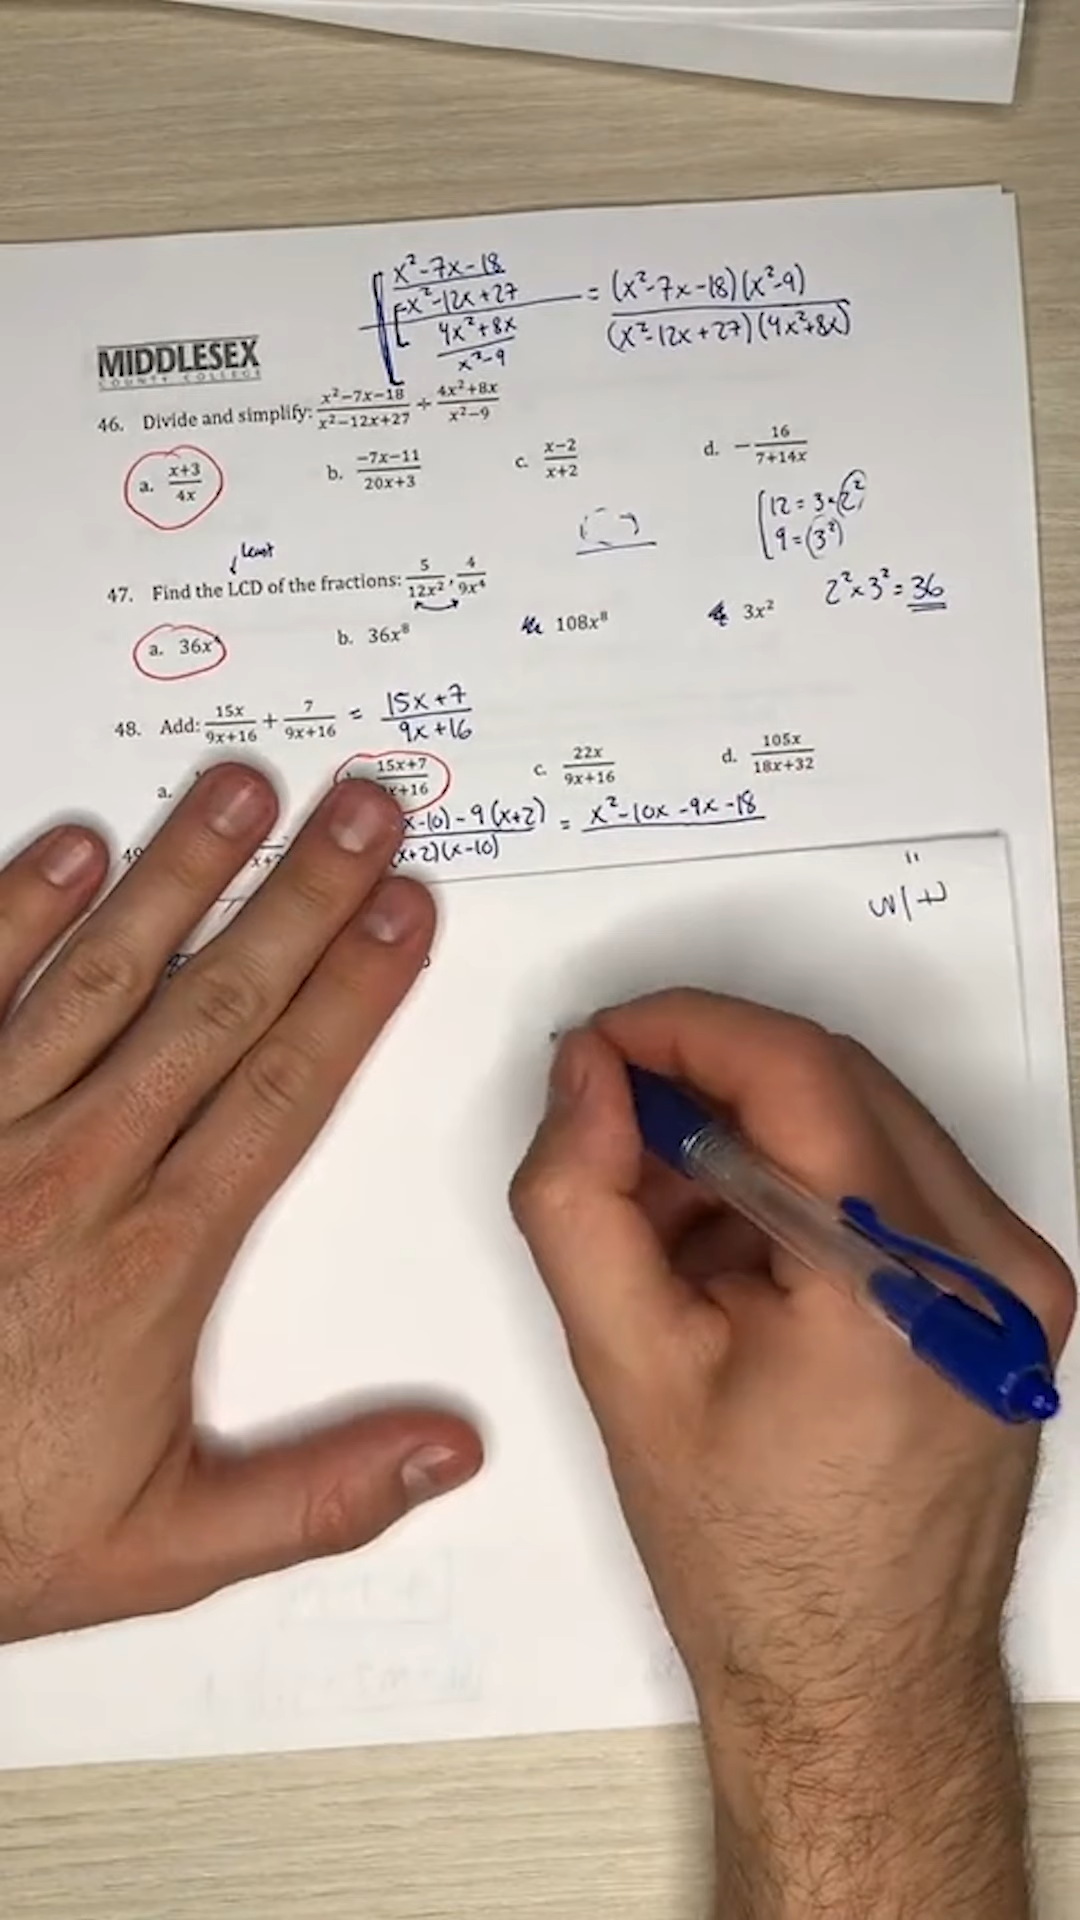 x²-7x-18
x²-12x+27
4x²+8x
x²-9
= (x²-7x-18)(x²-9)
(x²-12x+27)(4x²+8x)
MIDDLESEX
COUNTY COLLEGE
46. Divide and simplify: x²−7x−18 / x²−12x+27 ÷ 4x²+8x / x²−9
a. x+3 / 4x b. −7x−11 / 20x+3 c. x−2 / x+2 d. − 16 / 7+14x
12 = 3·2²
9 = (3²)
2²×3² = 36
Least
47. Find the LCD of the fractions: 5 / 12x², 4 / 9x⁴
a. 36x b. 36x⁸ 108x⁸ 3x²
48. Add: 15x / 9x+16 + 7 / 9x+16 = 15x+7 / 9x+16
a. 15x+7 / x+16 c. 22x / 9x+16 d. 105x / 18x+32
49
x-10) - 9(x+2) / x+2)(x-10) = x²-10x-9x-18